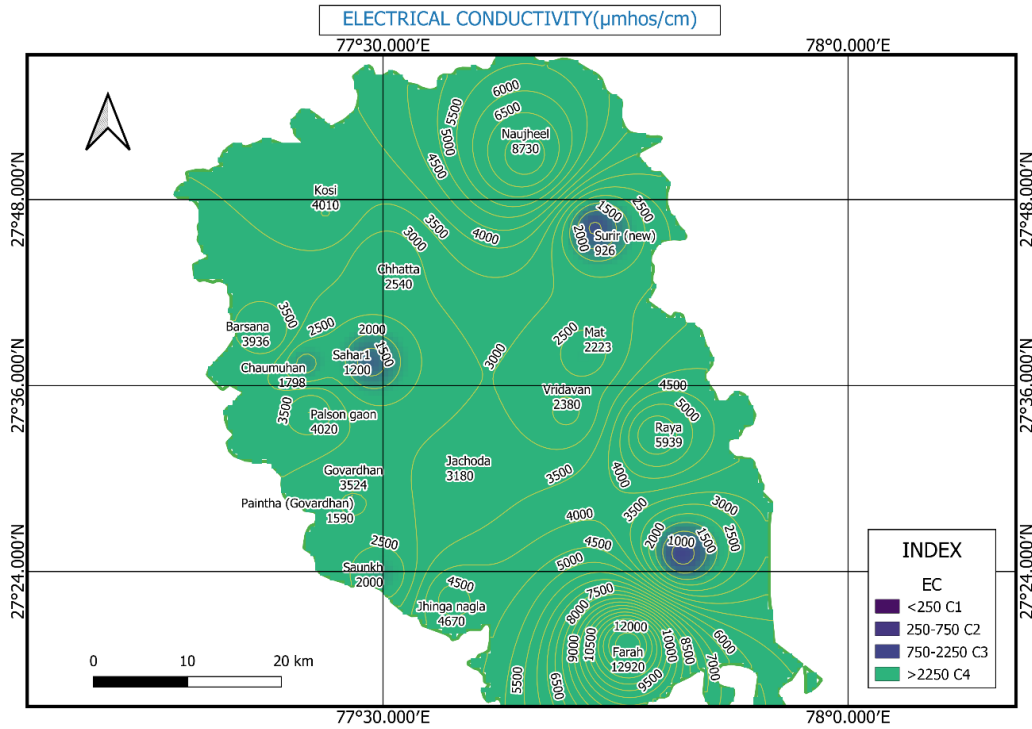 ELECTRICAL CONDUCTIVITY(µmhos/cm)
77°30.000′E
78°0.000′E
6000
5500
6500
5000
Naujheel
8730
4500
27°48.000′N
27°48.000′N
Kosi
4010
1500
2500
3500
3000
4000
2000
Surir (new)
926
Chhatta
2540
3500
2500
2000
Barsana
3936
1500
Sahar1
1200
2500
Mat
2223
3000
Chaumuhan
1798
27°36.000′N
27°36.000′N
4500
Vridavan
2380
5000
3500
Palson gaon
4020
Raya
5939
Jachoda
3180
Govardhan
3524
3500
4000
Paintha (Govardhan)
1590
3000
4000
3500
2500
4500
2000
1000
1500
2500
5000
27°24.000′N
27°24.000′N
Saunkh
2000
4500
7500
Jhinga nagla
4670
8000
12000
6000
9000
10500
10000
8500
Farah
12920
7000
5500
6500
9500
INDEX
EC
<250 C1
250-750 C2
750-2250 C3
>2250 C4
0
10
20 km
77°30.000′E
78°0.000′E